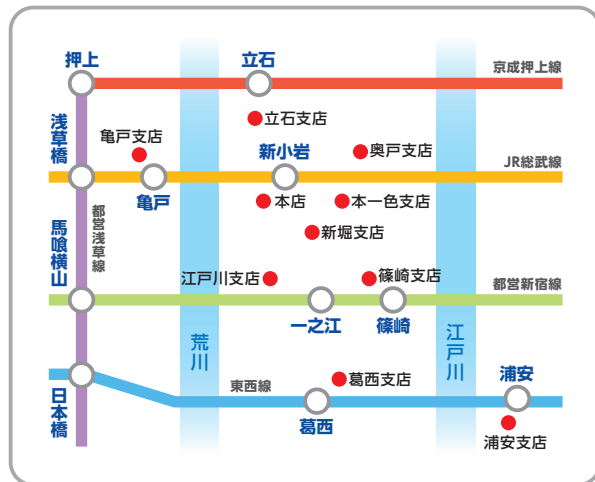 押上
立石
京成押上線
立石支店
浅草橋
亀戸支店
新小岩
奥戸支店
JR総武線
亀戸
本店
本一色支店
都営浅草線
新堀支店
馬喰横山
江戸川支店
篠崎支店
都営新宿線
一之江
篠崎
荒川
江戸川
浦安
東西線
葛西支店
日本橋
葛西
浦安支店